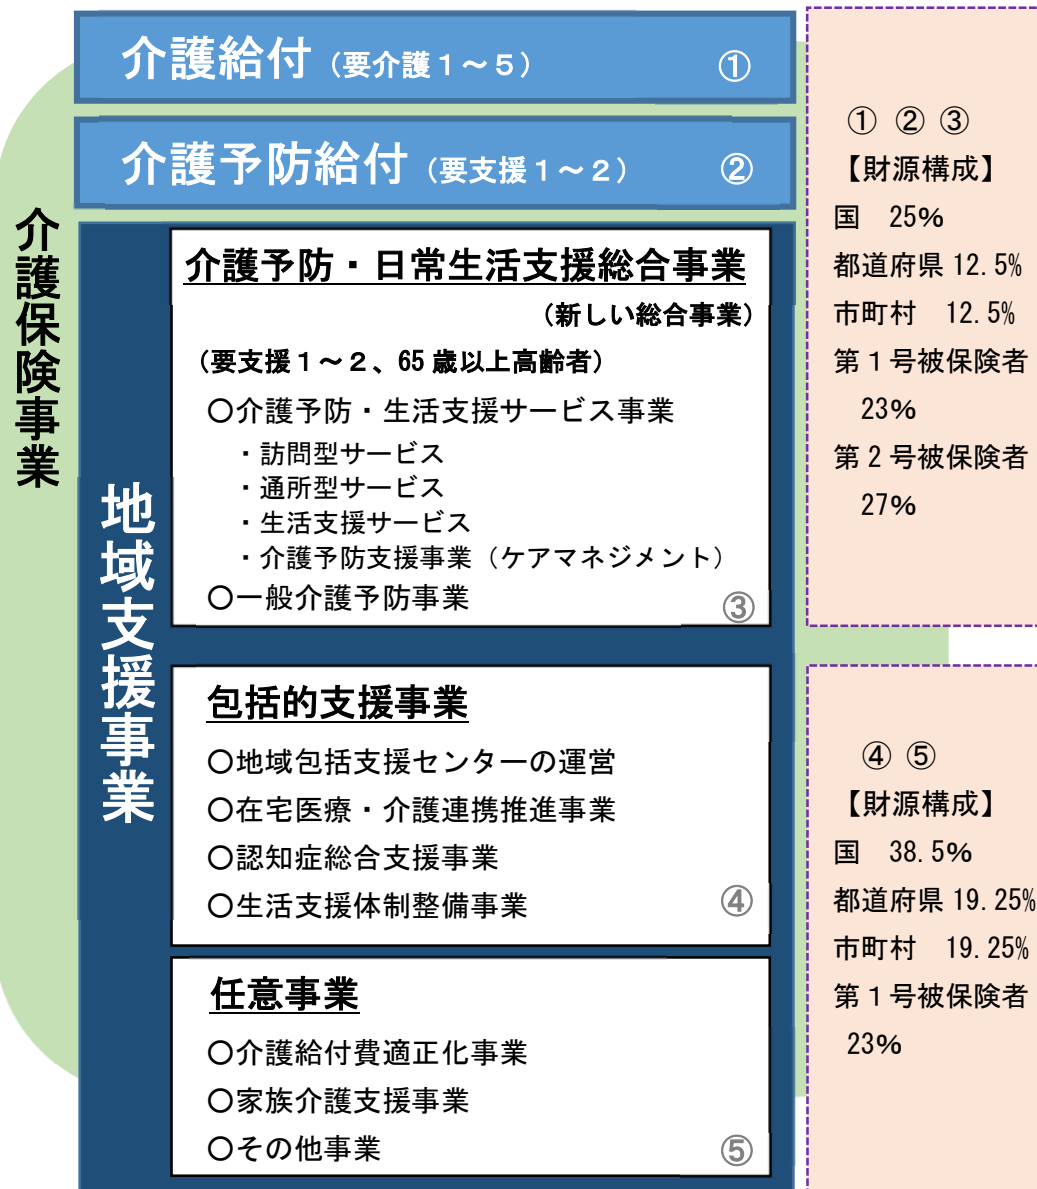 介護保険事業
介護給付（要介護１～５） ①
介護予防給付（要支援１～２） ②
地域支援事業
介護予防・日常生活支援総合事業
（新しい総合事業）
（要支援１～２、65歳以上高齢者）
〇介護予防・生活支援サービス事業
・訪問型サービス
・通所型サービス
・生活支援サービス
・介護予防支援事業（ケアマネジメント）
〇一般介護予防事業 ③
包括的支援事業
〇地域包括支援センターの運営
〇在宅医療・介護連携推進事業
〇認知症総合支援事業
〇生活支援体制整備事業 ④
任意事業
〇介護給付費適正化事業
〇家族介護支援事業
〇その他事業 ⑤
① ② ③
【財源構成】
国 25%
都道府県 12.5%
市町村 12.5%
第１号被保険者
23%
第２号被保険者
27%
④ ⑤
【財源構成】
国 38.5%
都道府県 19.25%
市町村 19.25%
第１号被保険者
23%